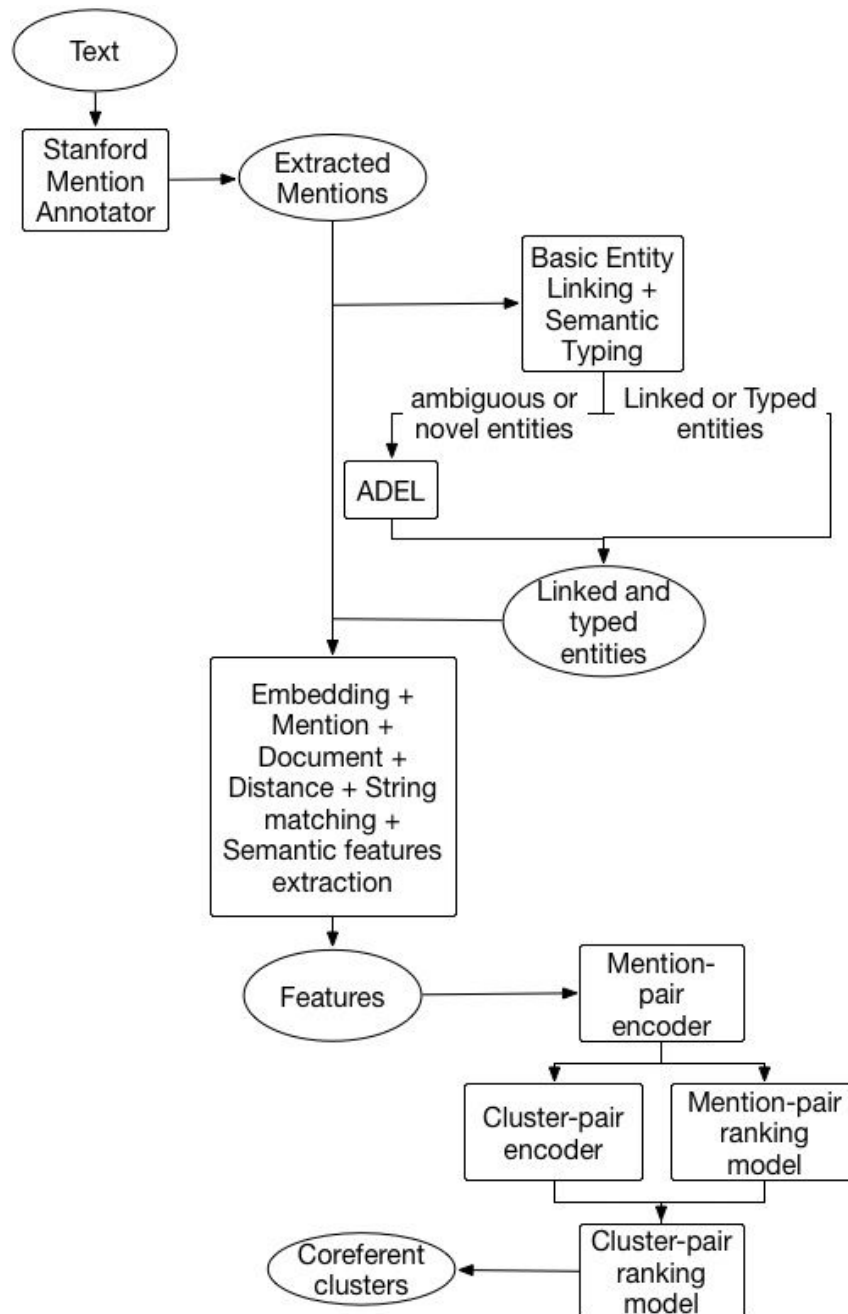 Text
Stanford
Mention
Annotator
Extracted
Mentions
Basic Entity
Linking +
Semantic
Typing
ambiguous or
novel entities
Linked or Typed
entities
ADEL
Linked and
typed
entities
Embedding +
Mention +
Document +
Distance + String
matching +
Semantic features
extraction
Features
Mention-
pair
encoder
Cluster-pair
encoder
Mention-pair
ranking
model
Cluster-pair
ranking
model
Coreferent
clusters